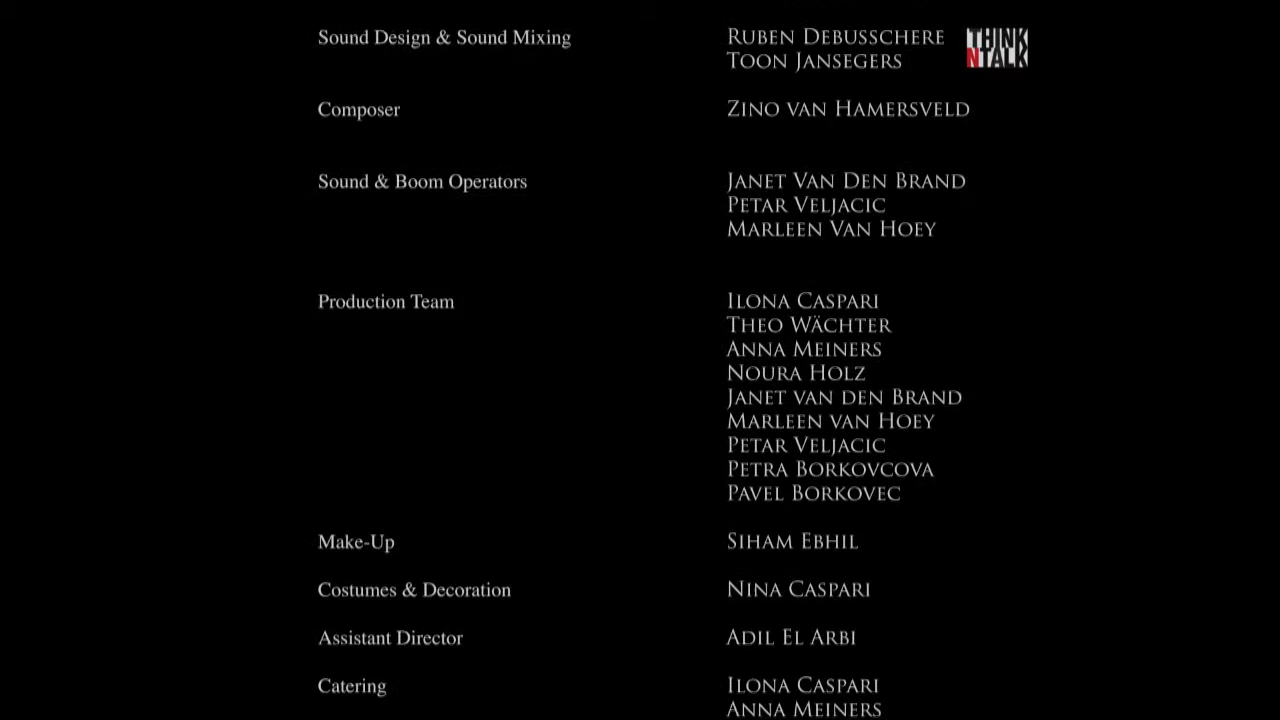 Sound Design & Sound Mixing RUBEN DEBUSSCHERE THINK
TOON JANSEGERS NTALK
Composer ZINO VAN HAMERSVELD
Sound & Boom Operators JANET VAN DEN BRAND
PETAR VELJACIC
MARLEEN VAN HOEY
Production Team ILONA CASPARI
THEO WÄCHTER
ANNA MEINERS
NOURA HOLZ
JANET VAN DEN BRAND
MARLEEN VAN HOEY
PETAR VELJACIC
PETRA BORKOVCOVA
PAVEL BORKOVEC
Make-Up SIHAM EBHIL
Costumes & Decoration NINA CASPARI
Assistant Director ADIL EL ARBI
Catering ILONA CASPARI
ANNA MEINERS